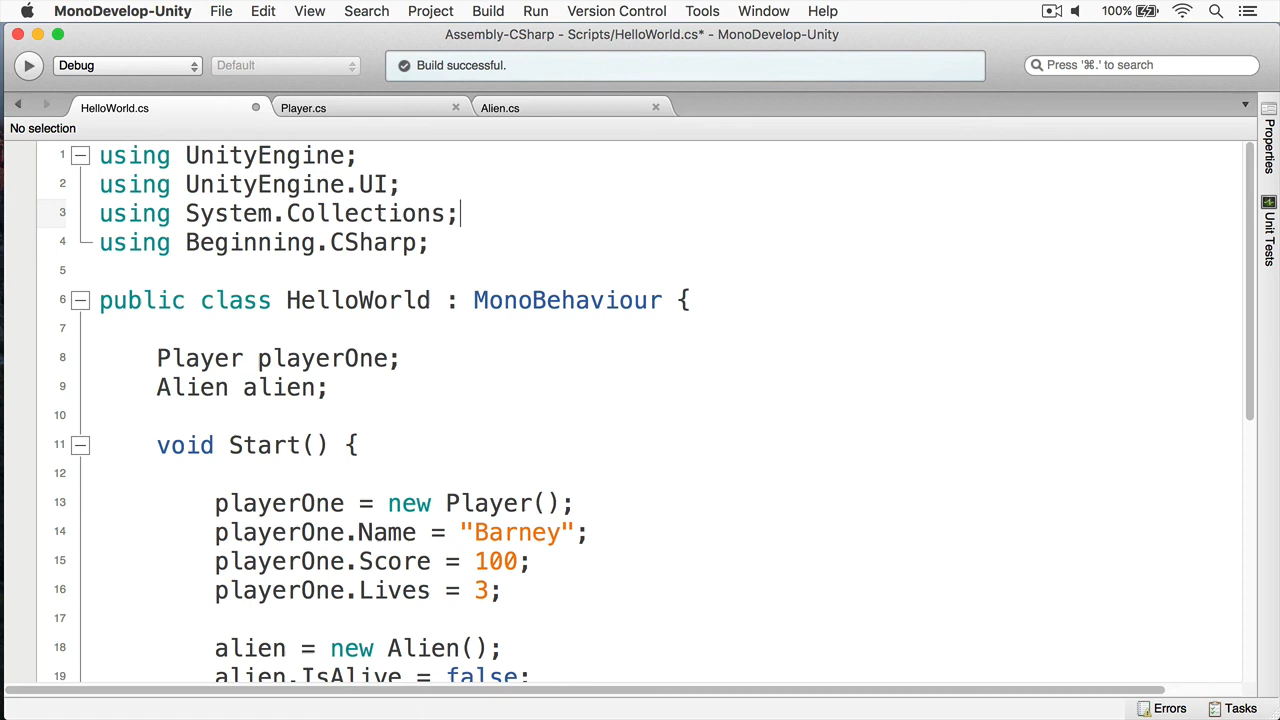 MonoDevelop-Unity File Edit View Search Project Build Run Version Control Tools Window Help 100%
Assembly-CSharp - Scripts/HelloWorld.cs* - MonoDevelop-Unity
Debug Default Build successful. Press '⌘.' to search
HelloWorld.cs Player.cs Alien.cs
No selection
1 using UnityEngine;
2 using UnityEngine.UI;
3 using System.Collections;
4 using Beginning.CSharp;
5
6 public class HelloWorld : MonoBehaviour {
7
8 Player playerOne;
9 Alien alien;
10
11 void Start() {
12
13 playerOne = new Player();
14 playerOne.Name = "Barney";
15 playerOne.Score = 100;
16 playerOne.Lives = 3;
17
18 alien = new Alien();
19 alien.IsAlive = false;
Properties
Unit Tests
Errors Tasks